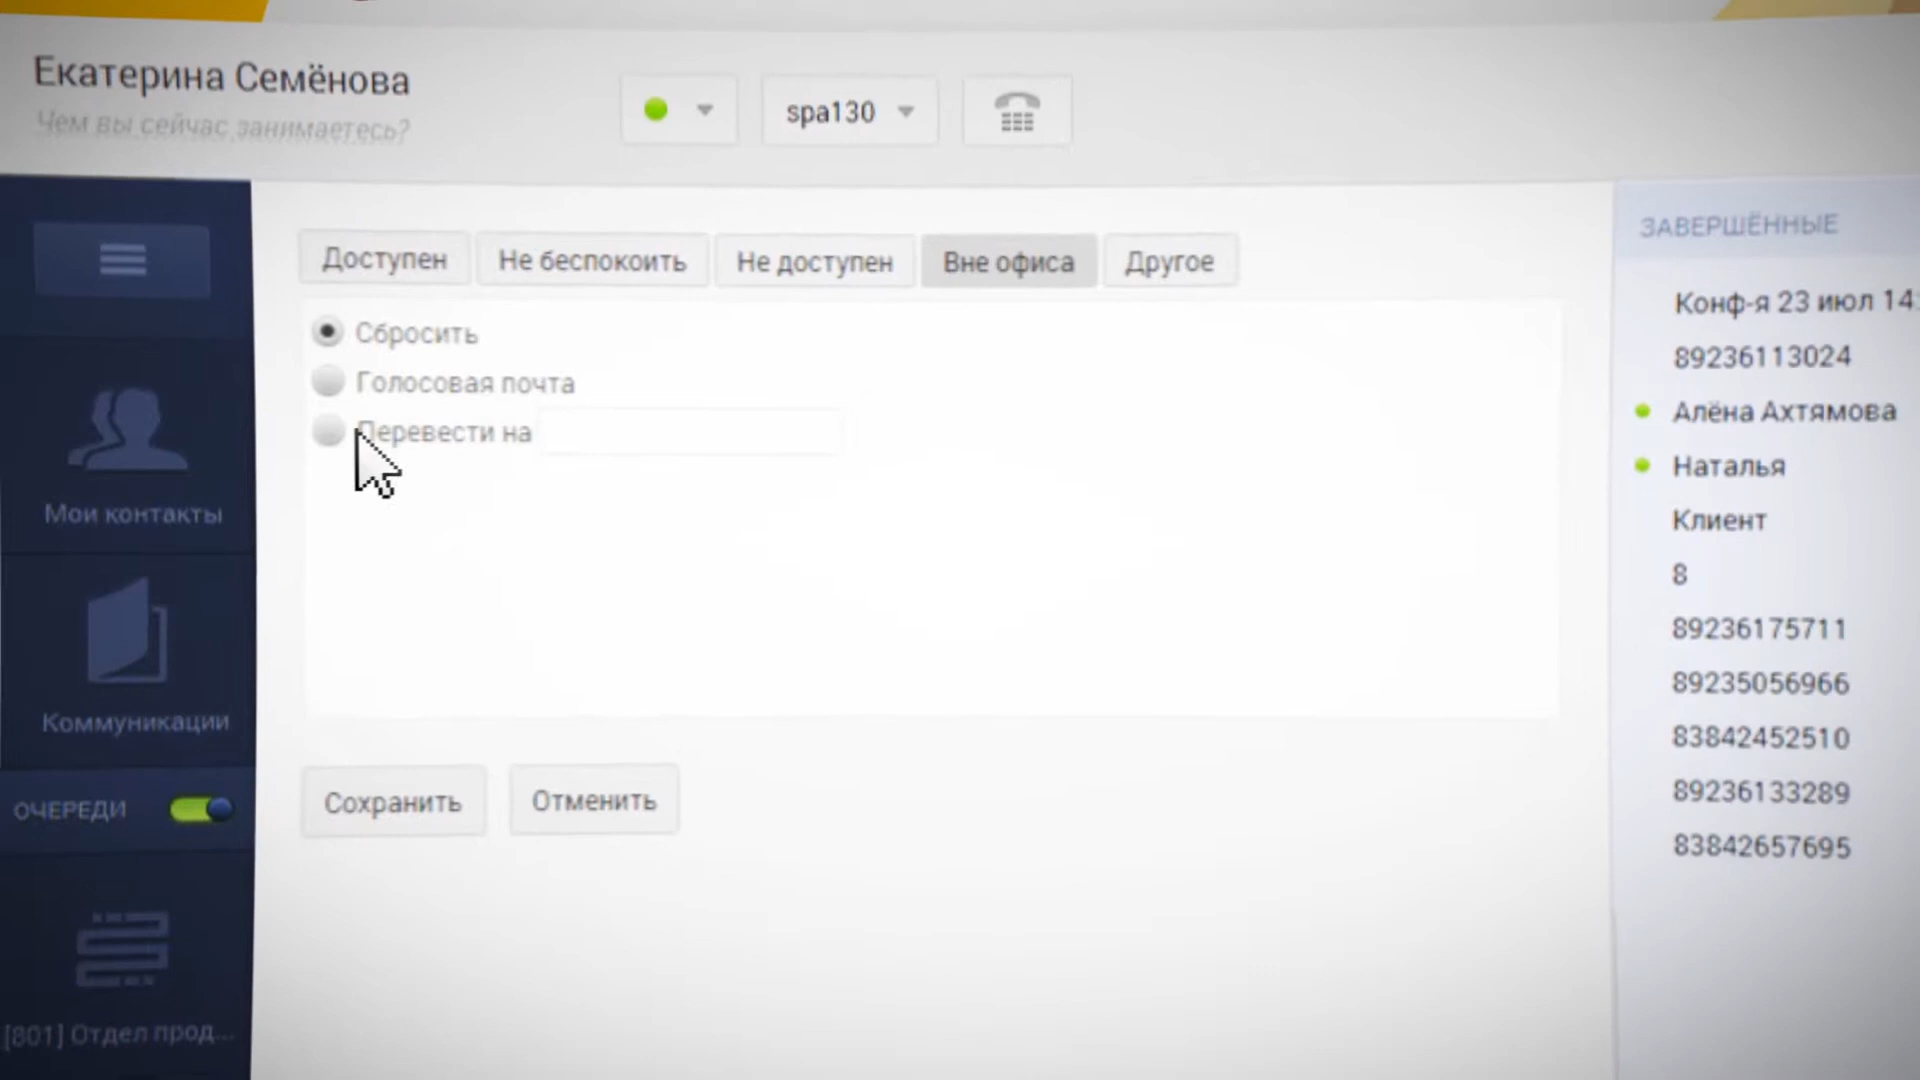 Екатерина Семёнова
Чем вы сейчас занимаетесь?
spa130
Доступен
Не беспокоить
Не доступен
Вне офиса
Другое
Сбросить
Голосовая почта
Перевести на
Сохранить
Отменить
Мои контакты
Коммуникации
ОЧЕРЕДИ
[801] Отдел прод...
ЗАВЕРШЁННЫЕ
Конф-я 23 июл 14:
89236113024
Алёна Ахтямова
Наталья
Клиент
8
89236175711
89235056966
83842452510
89236133289
83842657695